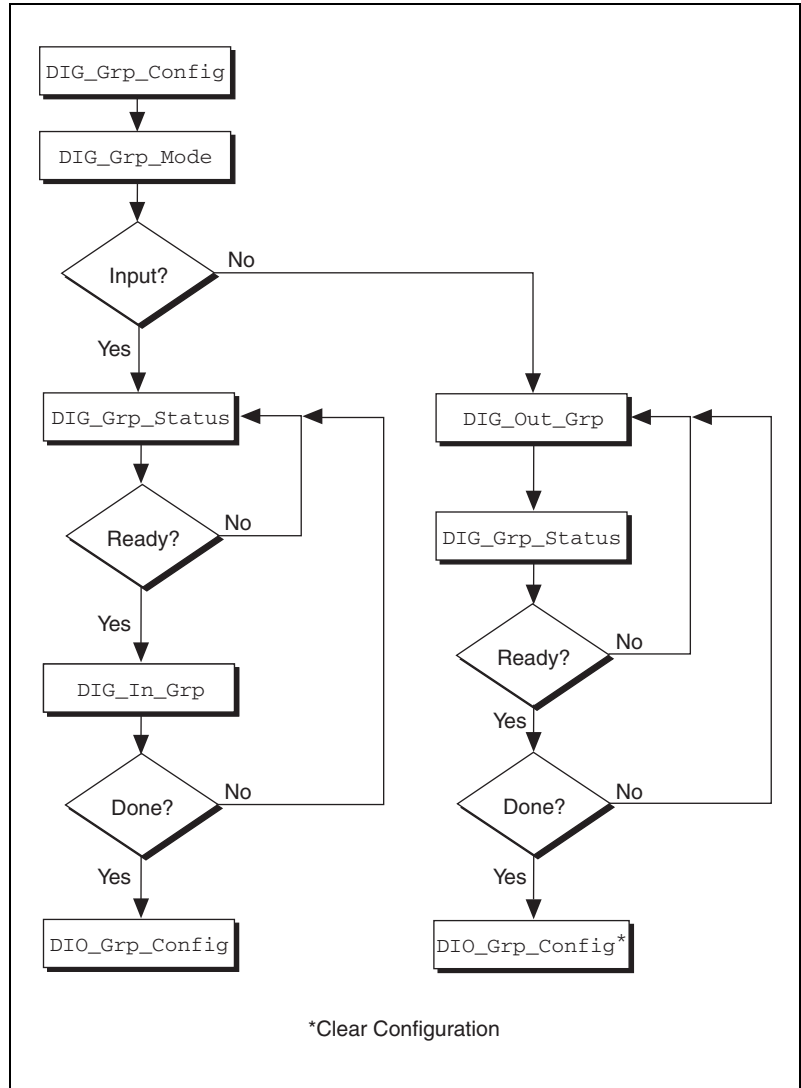 DIG_Grp_Config
DIG_Grp_Mode
Input?
No
Yes
DIG_Grp_Status
Ready?
No
Yes
DIG_In_Grp
Done?
No
Yes
DIO_Grp_Config
DIG_Out_Grp
DIG_Grp_Status
Ready?
No
Yes
Done?
No
Yes
DIO_Grp_Config*
*Clear Configuration